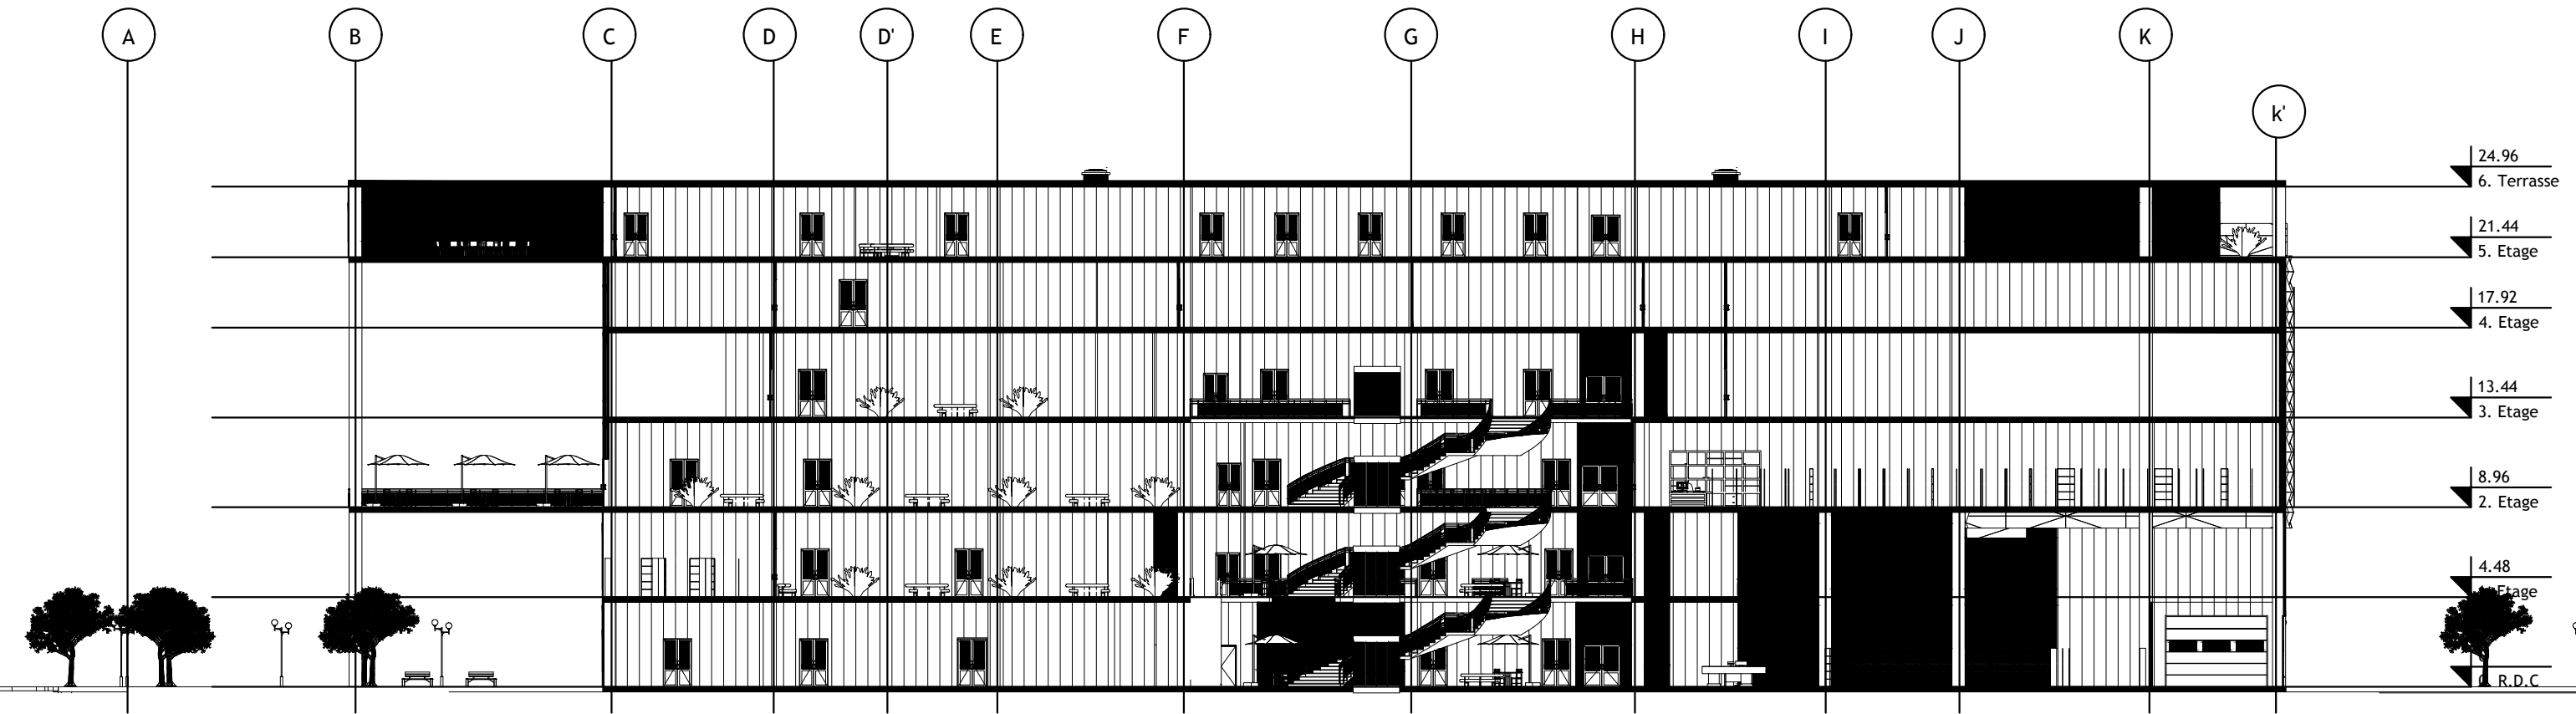 A
B
C
D
D'
E
F
G
H
I
J
K
k'
24.96
6. Terrasse
21.44
5. Etage
17.92
4. Etage
13.44
3. Etage
8.96
2. Etage
4.48
Etage
R.D.C